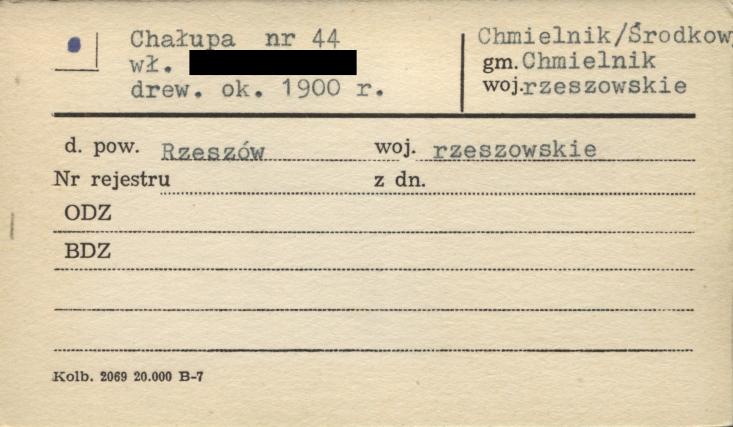 Chałupa nr 44
wł.
drew. ok. 1900 r.
Chmielnik/Środkowy
gm. Chmielnik
woj. rzeszowskie
d. pow. Rzeszów woj. rzeszowskie
Nr rejestru z dn.
ODZ
BDZ
Kolb. 2069 20.000 B-7